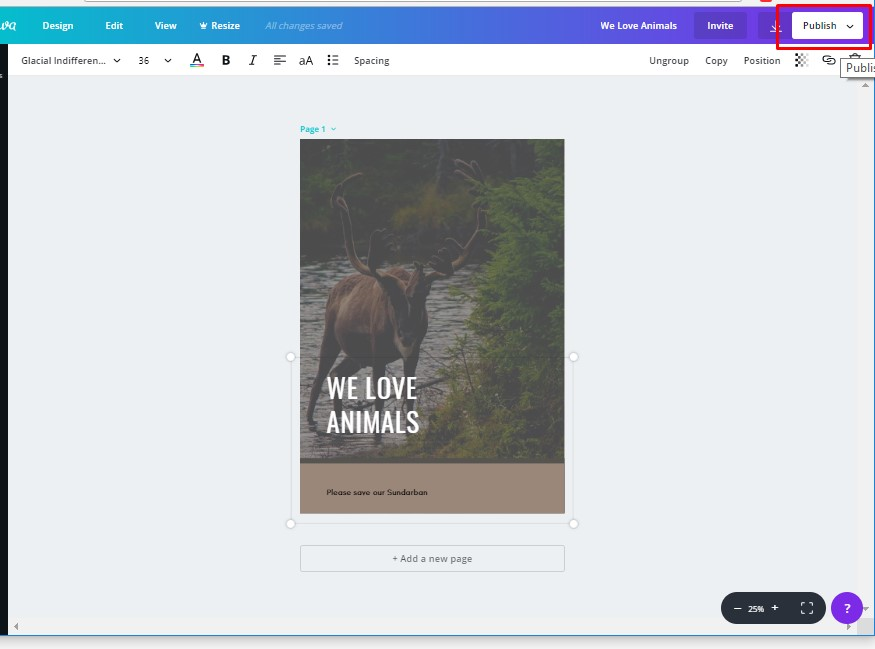 va Design Edit View Resize All changes saved We Love Animals Invite Publish
Glacial Indifferen... 36 A B I aA Spacing Ungroup Copy Position
Publis
Page 1
WE LOVE
ANIMALS
Please save our Sundarban
+ Add a new page
− 25% + ?